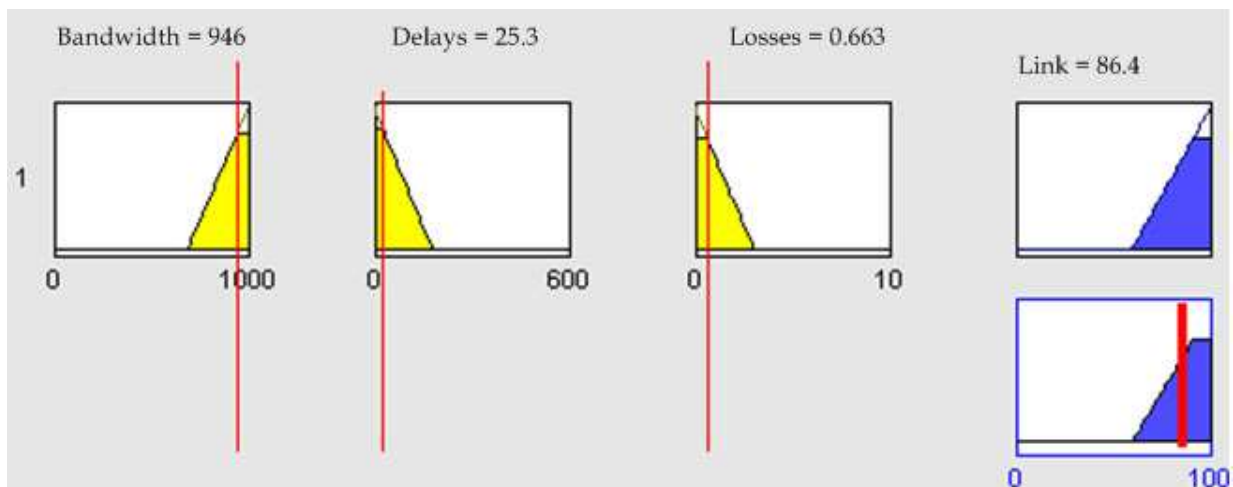 Bandwidth = 946
Delays = 25.3
Losses = 0.663
Link = 86.4
1
0 1000
0 600
0 10
0 100